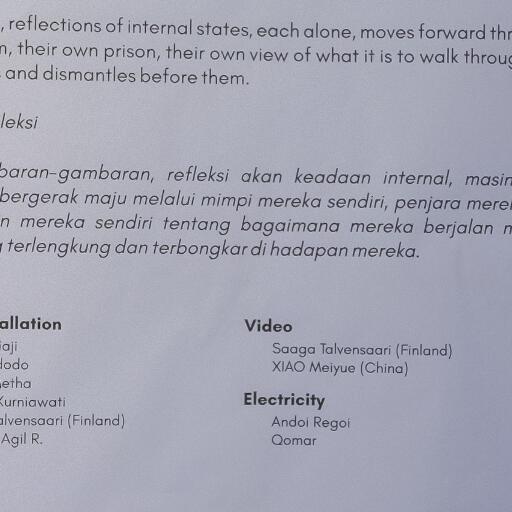 , reflections of internal states, each alone, moves forward thr
, their own prison, their own view of what it is to walk throug
and dismantles before them.
leksi
baran-gambaran, refleksi akan keadaan internal, masin
bergerak maju melalui mimpi mereka sendiri, penjara mere
n mereka sendiri tentang bagaimana mereka berjalan m
terlengkung dan terbongkar di hadapan mereka.
allation
iaji
dodo
etha
Kurniawati
alvensaari (Finland)
Agil R.
Video
Saaga Talvensaari (Finland)
XIAO Meiyue (China)
Electricity
Andoi Regoi
Qomar